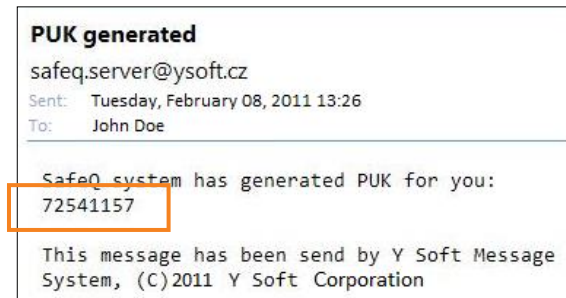 PUK generated
safeq.server@ysoft.cz
Sent: Tuesday, February 08, 2011 13:26
To: John Doe
SafeQ system has generated PUK for you:
72541157
This message has been send by Y Soft Message
System, (C)2011 Y Soft Corporation